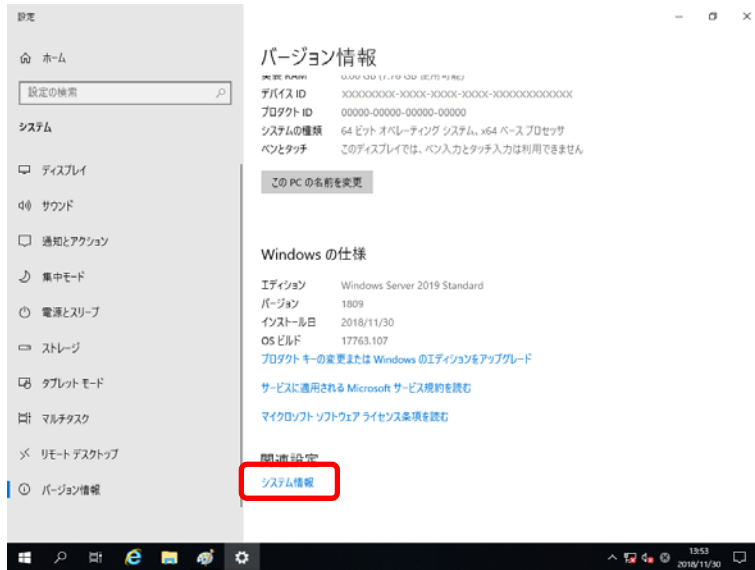 設定
ホーム
設定の検索
システム
ディスプレイ
サウンド
通知とアクション
集中モード
電源とスリープ
ストレージ
タブレット モード
マルチタスク
リモート デスクトップ
バージョン情報
バージョン情報
実装 RAM 8.00 GB (7.78 GB 使用可能)
デバイス ID XXXXXXXX-XXXX-XXXX-XXXX-XXXXXXXXXXXX
プロダクト ID 00000-00000-00000-00000
システムの種類 64 ビット オペレーティング システム、x64 ベース プロセッサ
ペンとタッチ このディスプレイでは、ペン入力とタッチ入力は利用できません
この PC の名前を変更
Windows の仕様
エディション Windows Server 2019 Standard
バージョン 1809
インストール日 2018/11/30
OS ビルド 17763.107
プロダクト キーの変更または Windows のエディションをアップグレード
サービスに適用される Microsoft サービス規約を読む
マイクロソフト ソフトウェア ライセンス条項を読む
関連設定
システム情報
13:53
2018/11/30